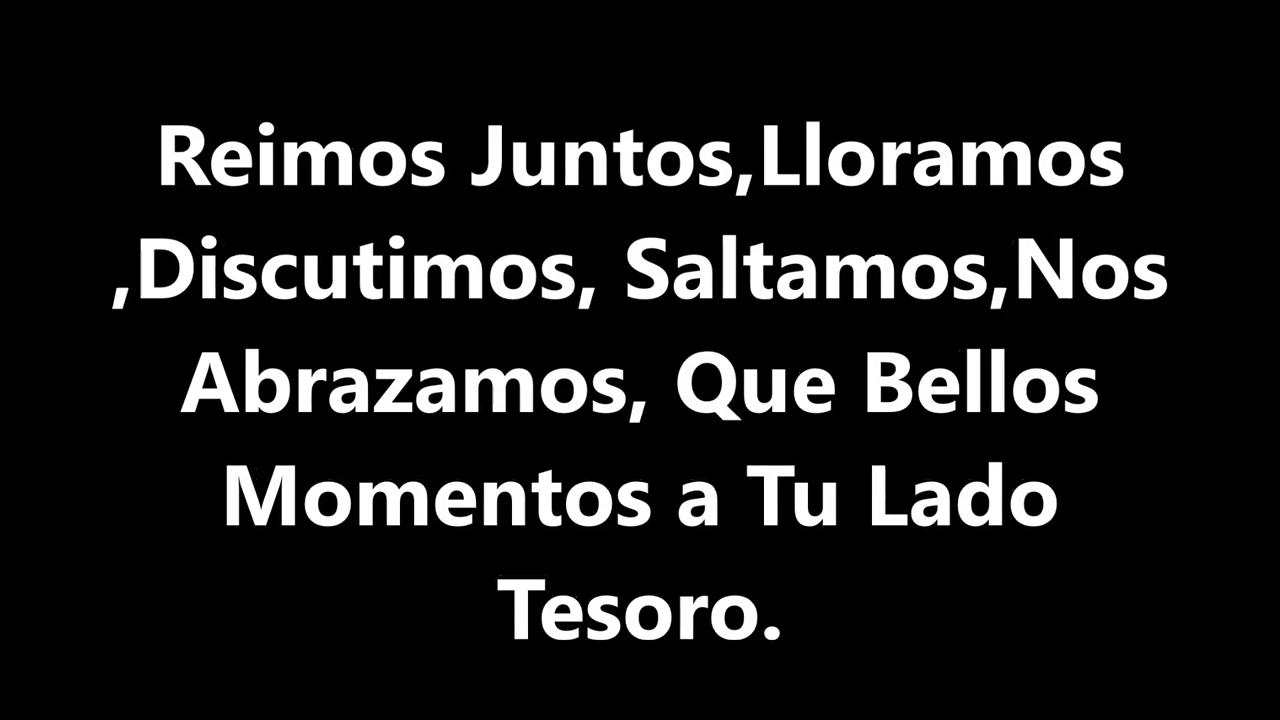 Reimos Juntos,Lloramos
,Discutimos, Saltamos,Nos
Abrazamos, Que Bellos
Momentos a Tu Lado
Tesoro.